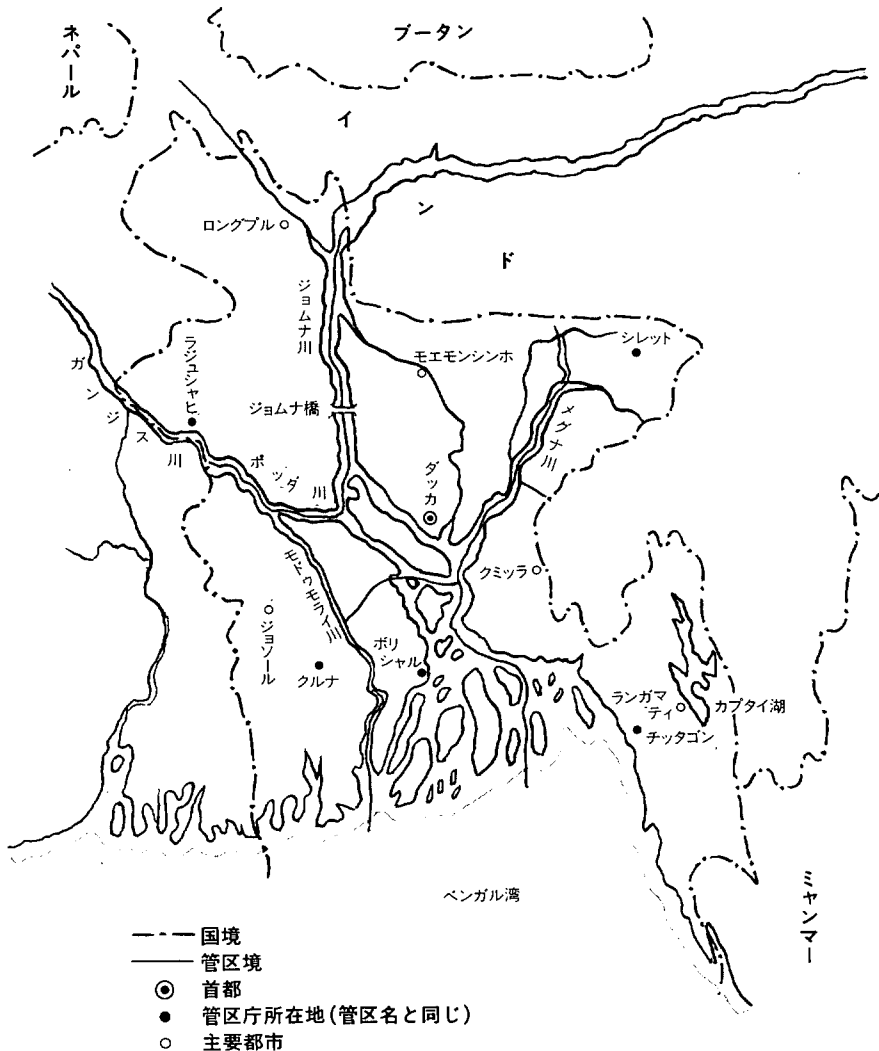 ネパール
ブータン
インド
ロングプル
ジョムナ川
シレット
モエモンシンホ
ラジュシャヒ
ガンジス川
ジョムナ橋
メグナ川
ポッダ川
ダッカ
クミッラ
モドゥモライ川
ジョソール
クルナ
ボリ
シャル
ランガマ
ティ
カプタイ湖
チッタゴン
ミャンマー
ベンガル湾
国境
管区境
首都
管区庁所在地(管区名と同じ)
主要都市